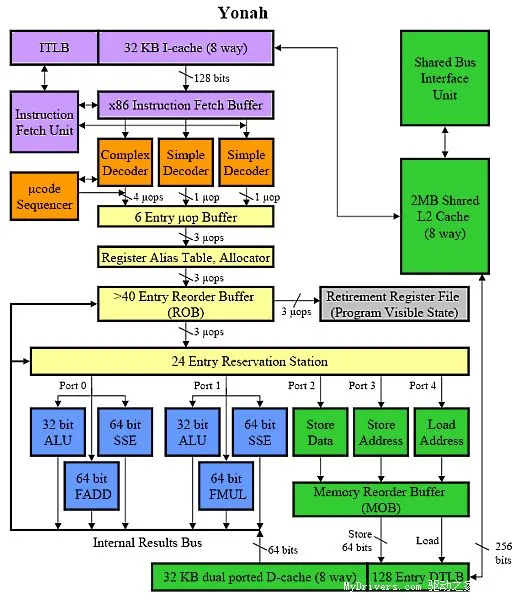 Yonah
ITLB
32 KB I-cache (8 way)
128 bits
Instruction
Fetch Unit
x86 Instruction Fetch Buffer
Shared Bus
Interface
Unit
Complex
Decoder
Simple
Decoder
Simple
Decoder
μcode
Sequencer
4 μops
1 μop
1 μop
2MB Shared
L2 Cache
(8 way)
6 Entry μop Buffer
3 μops
Register Alias Table, Allocator
3 μops
>40 Entry Reorder Buffer
(ROB)
3 μops
Retirement Register File
(Program Visible State)
3 μops
24 Entry Reservation Station
Port 0
Port 1
Port 2
Port 3
Port 4
32 bit
ALU
64 bit
SSE
32 bit
ALU
64 bit
SSE
Store
Data
Store
Address
Load
Address
64 bit
FADD
64 bit
FMUL
Memory Reorder Buffer
(MOB)
Internal Results Bus
64 bits
Store
64 bits
Load
256
bits
32 KB dual ported D-cache (8 way)
128 Entry DTLB
MyDrivers.com 驱动之家